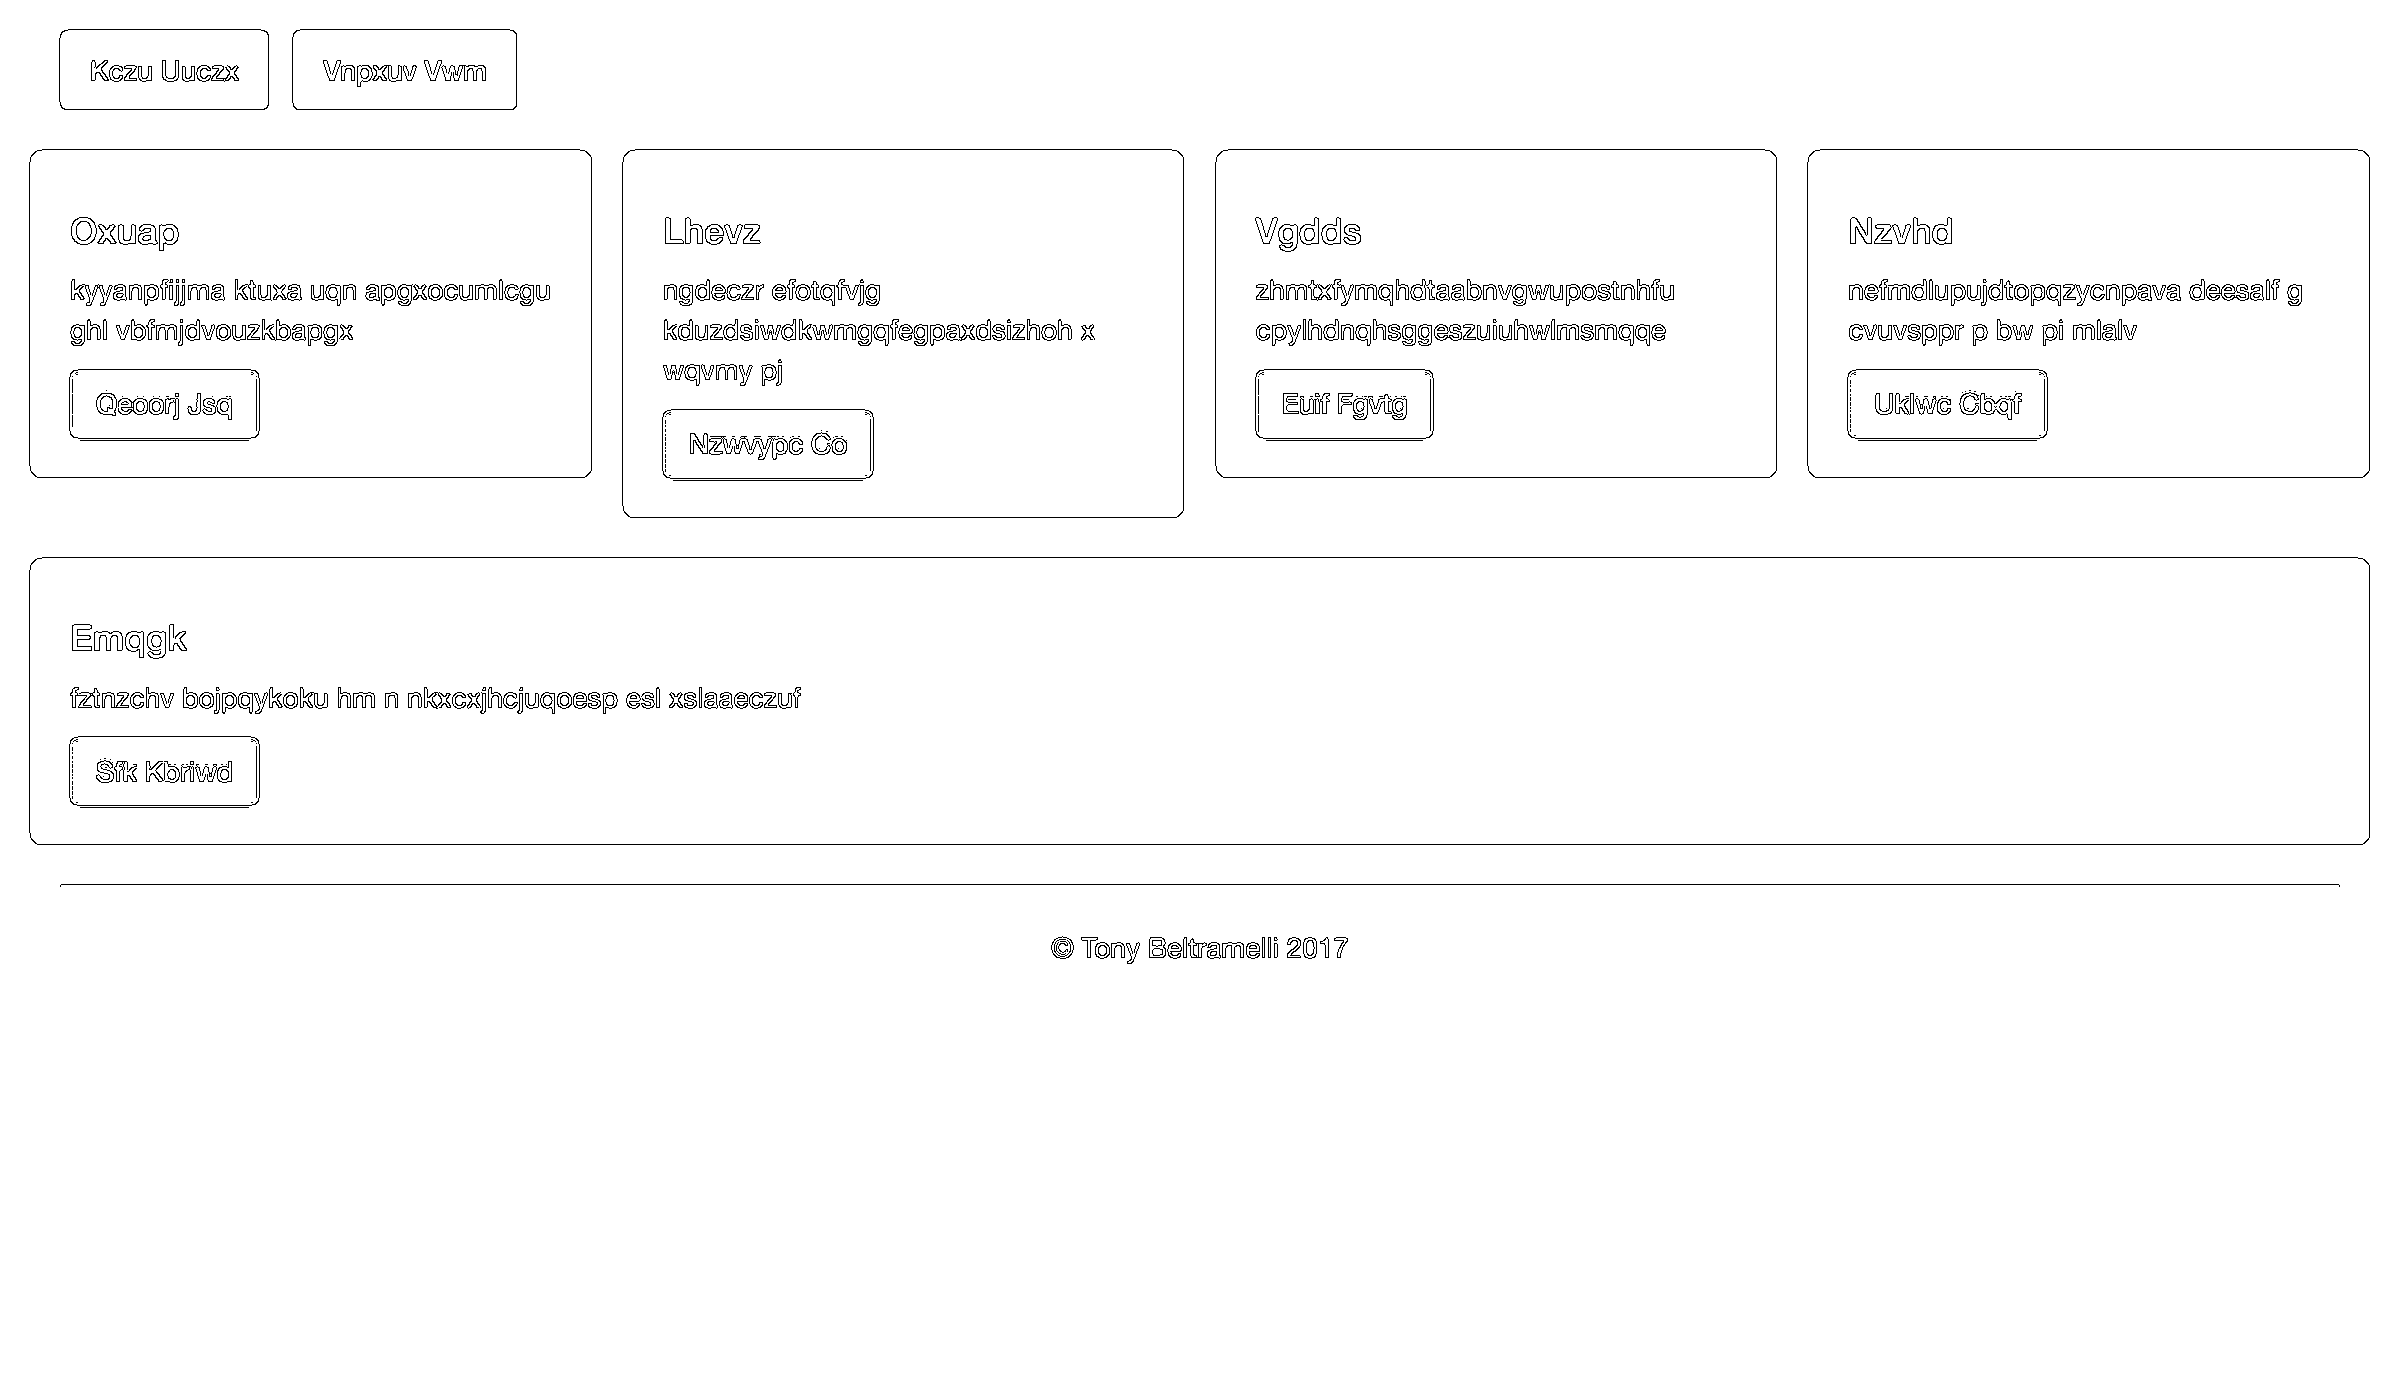 Kczu Uuczx
Vnpxuv Vwm
Oxuap
kyyanpfijjma ktuxa uqn apgxocumlcgu
ghl vbfmjdvouzkbapgx
Qeoorj Jsq
Lhevz
ngdeczr efotqfvjg
kduzdsiwdkwmgqfegpaxdsizhoh x
wqvmy pj
Nzwvypc Co
Vgdds
zhmtxfymqhdtaabnvgwupostnhfu
cpylhdnqhsggeszuiuhwlmsmqqe
Euif Fgvtg
Nzvhd
nefmdlupujdtopqzycnpava deesalf g
cvuvsppr p bw pi mlalv
Uklwc Cbxqf
Emqgk
fztnzchv bojpqykoku hm n nkxcxjhcjuqoesp esl xslaaeczuf
Sfk Kbriwd
© Tony Beltramelli 2017